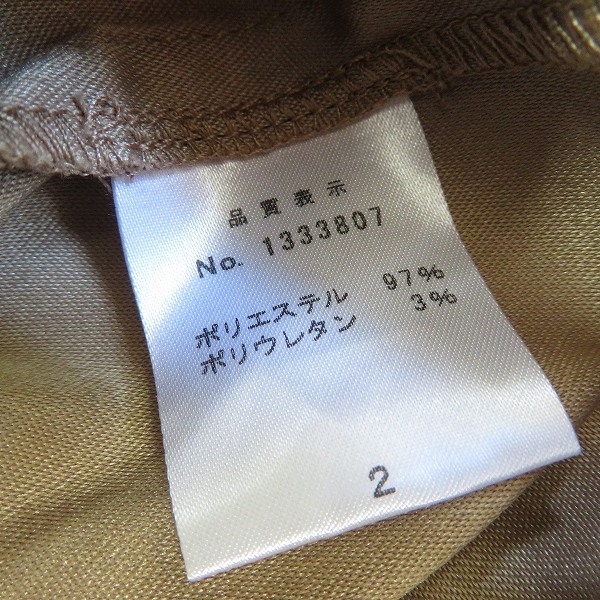 品質表示
No. 1333807
ポリエステル 97%
ポリウレタン 3%
2